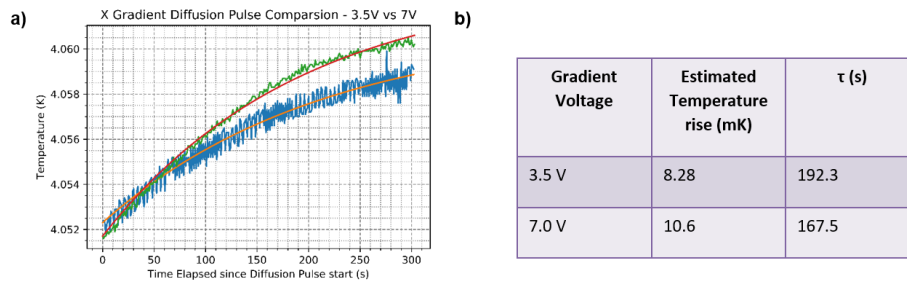 a)
X Gradient Diffusion Pulse Comparsion - 3.5V vs 7V
4.060
4.058
4.056
4.054
4.052
Temperature (K)
0
50
100
150
200
250
300
Time Elapsed since Diffusion Pulse start (s)
b)
Gradient
Voltage
Estimated
Temperature
rise (mK)
τ (s)
3.5 V
8.28
192.3
7.0 V
10.6
167.5